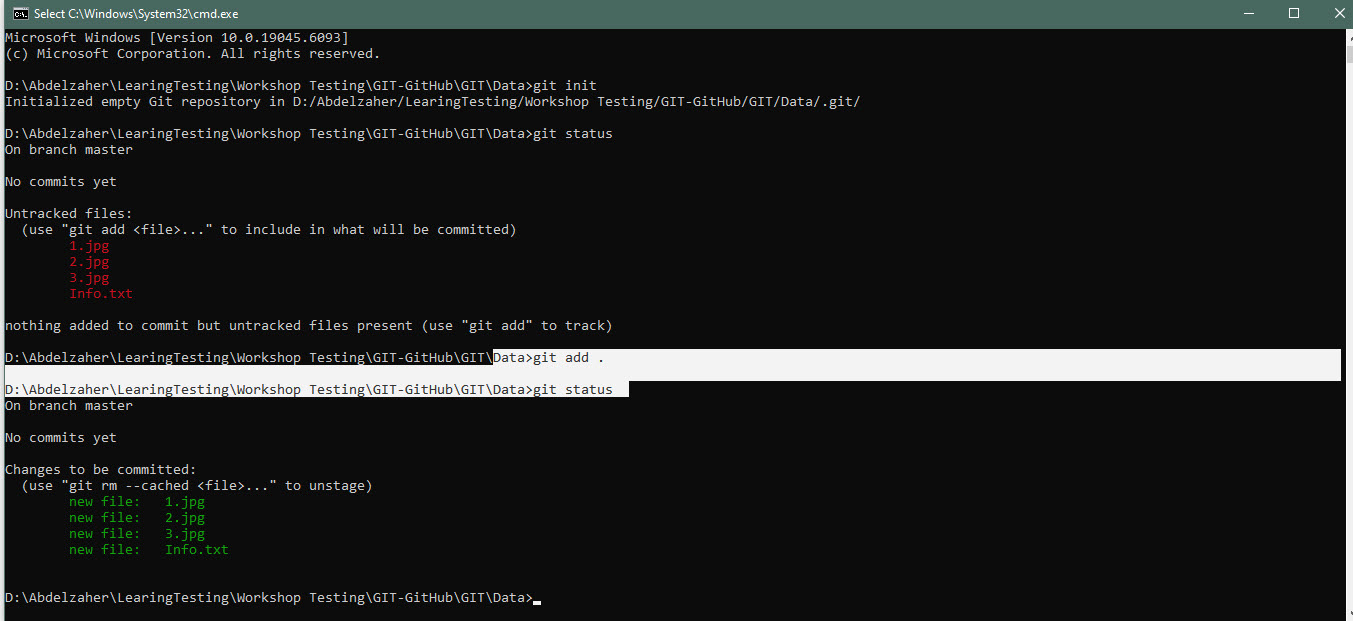 Select C:\Windows\System32\cmd.exe
Microsoft Windows [Version 10.0.19045.6093]
(c) Microsoft Corporation. All rights reserved.
D:\Abdelzaher\LearingTesting\Workshop Testing\GIT-GitHub\GIT\Data>git init
Initialized empty Git repository in D:/Abdelzaher/LearingTesting/Workshop Testing/GIT-GitHub/GIT/Data/.git/
D:\Abdelzaher\LearingTesting\Workshop Testing\GIT-GitHub\GIT\Data>git status
On branch master
No commits yet
Untracked files:
  (use "git add <file>..." to include in what will be committed)
        1.jpg
        2.jpg
        3.jpg
        Info.txt
nothing added to commit but untracked files present (use "git add" to track)
D:\Abdelzaher\LearingTesting\Workshop Testing\GIT-GitHub\GIT\Data>git add .
D:\Abdelzaher\LearingTesting\Workshop Testing\GIT-GitHub\GIT\Data>git status
On branch master
No commits yet
Changes to be committed:
  (use "git rm --cached <file>..." to unstage)
        new file:   1.jpg
        new file:   2.jpg
        new file:   3.jpg
        new file:   Info.txt
D:\Abdelzaher\LearingTesting\Workshop Testing\GIT-GitHub\GIT\Data>